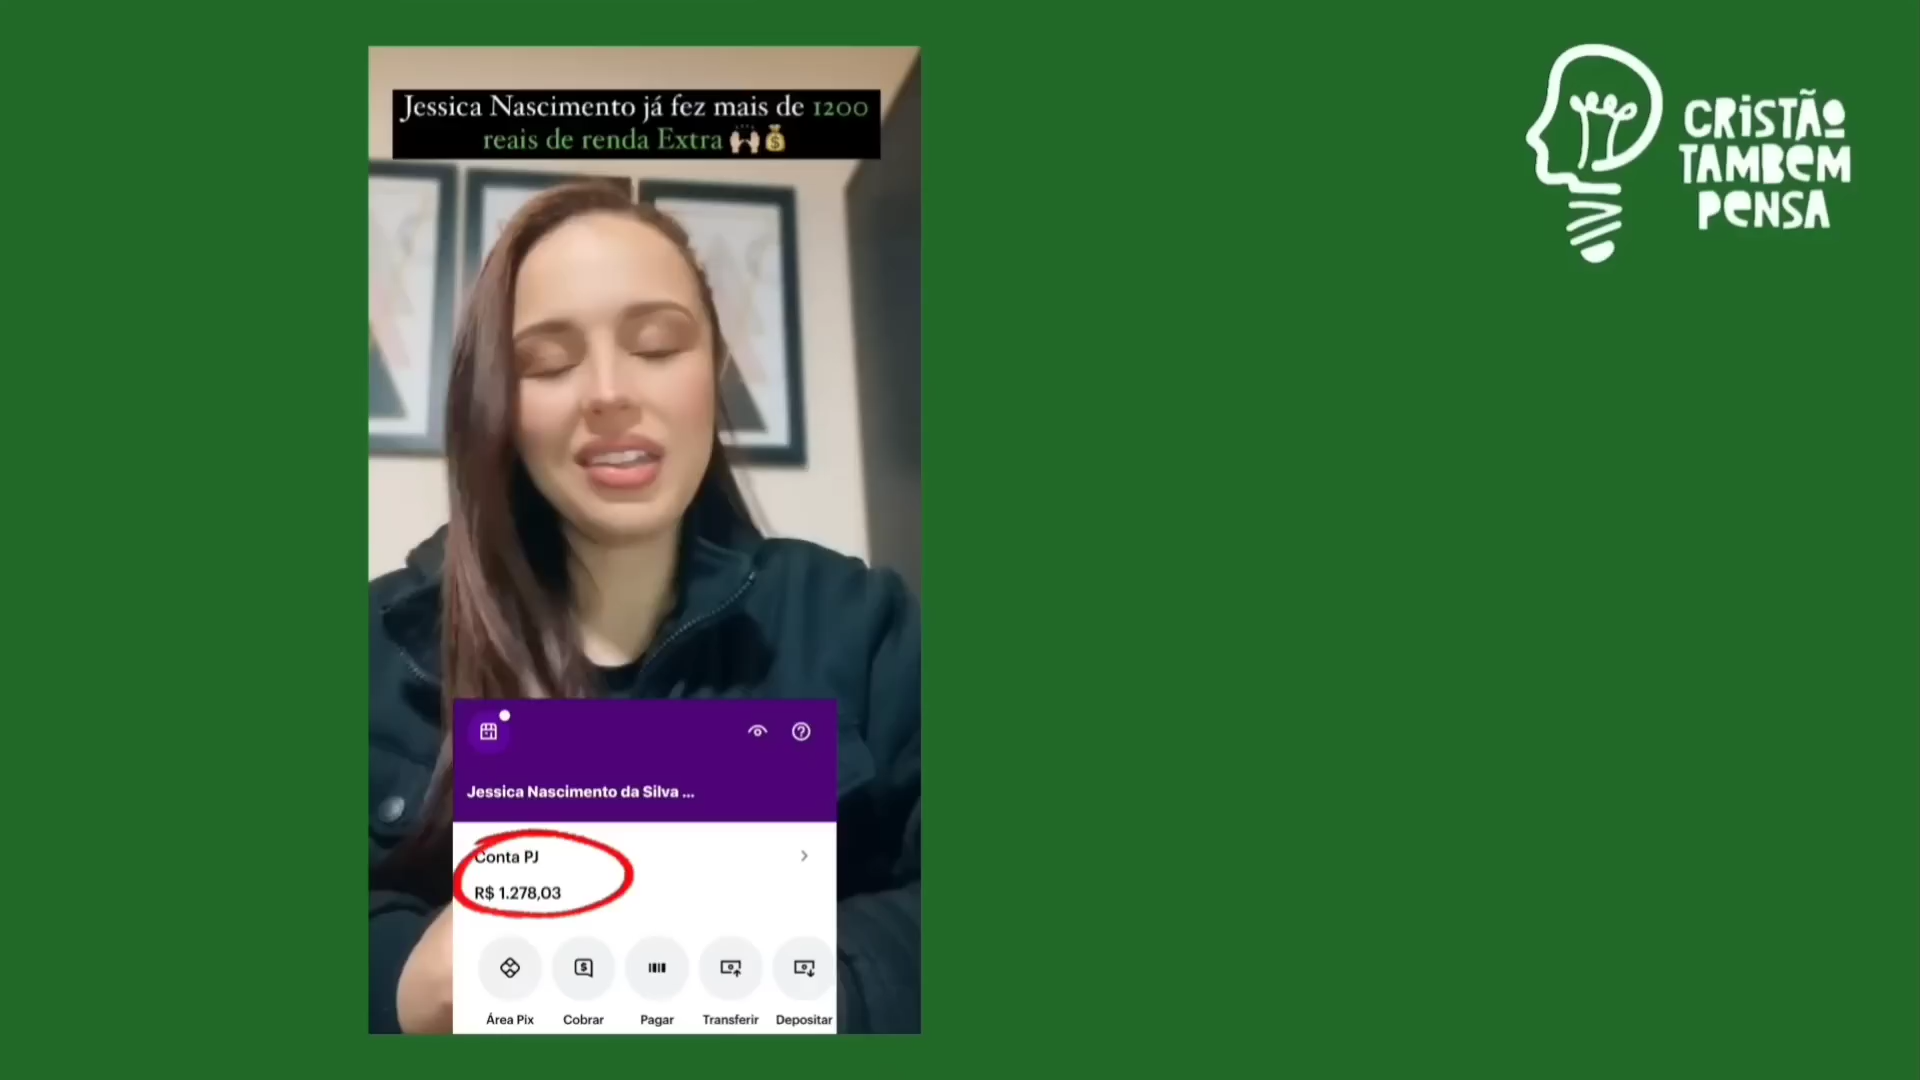 Jessica Nascimento já fez mais de 1200
reais de renda Extra 🙌🏻💰
CRISTÃO
TAMBÉM
PENSA
Jessica Nascimento da Silva ...
Conta PJ
R$ 1.278,03
Área Pix
Cobrar
Pagar
Transferir
Depositar